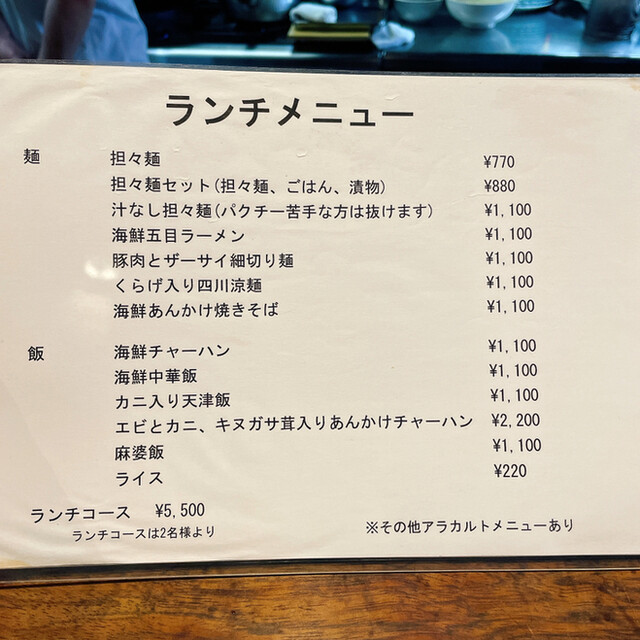 ランチメニュー
麺 担々麺 ¥770
担々麺セット(担々麺、ごはん、漬物) ¥880
汁なし担々麺(パクチー苦手な方は抜けます) ¥1,100
海鮮五目ラーメン ¥1,100
豚肉とザーサイ細切り麺 ¥1,100
くらげ入り四川涼麺 ¥1,100
海鮮あんかけ焼きそば ¥1,100
飯 海鮮チャーハン ¥1,100
海鮮中華飯 ¥1,100
カニ入り天津飯 ¥1,100
エビとカニ、キヌガサ茸入りあんかけチャーハン ¥2,200
麻婆飯 ¥1,100
ライス ¥220
ランチコース ¥5,500
ランチコースは2名様より ※その他アラカルトメニューあり